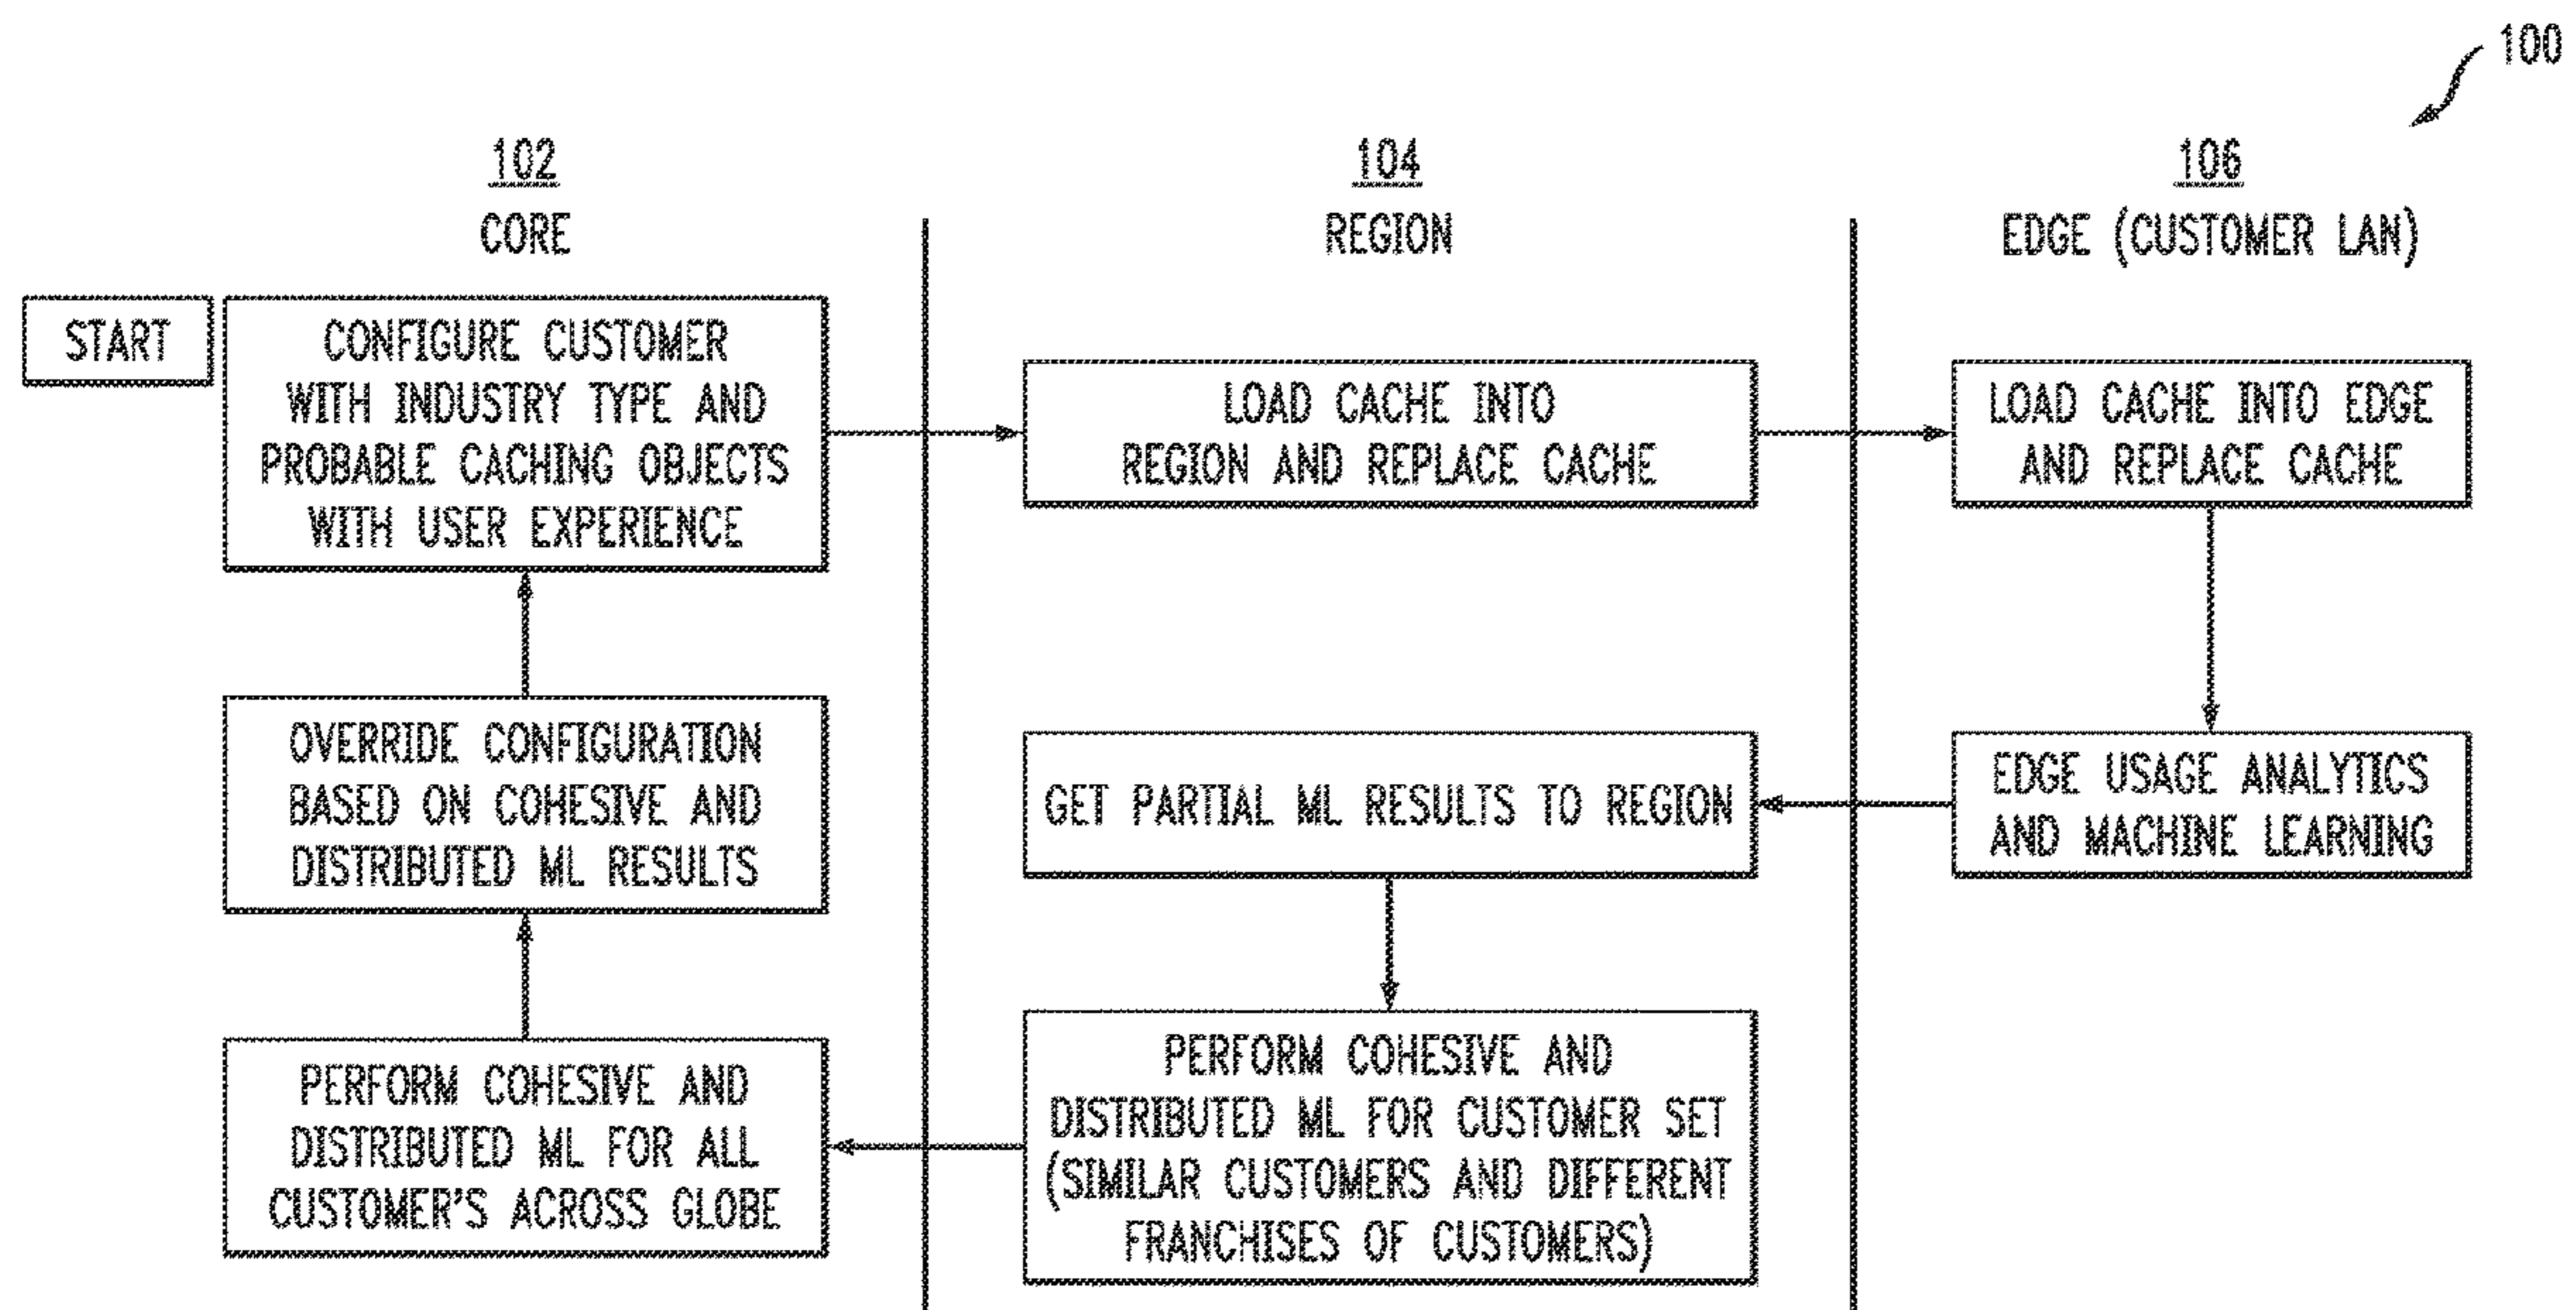 100
102
CORE
104
REGION
106
EDGE (CUSTOMER LAN)
START
CONFIGURE CUSTOMER
WITH INDUSTRY TYPE AND
PROBABLE CACHING OBJECTS
WITH USER EXPERIENCE
LOAD CACHE INTO
REGION AND REPLACE CACHE
LOAD CACHE INTO EDGE
AND REPLACE CACHE
OVERRIDE CONFIGURATION
BASED ON COHESIVE AND
DISTRIBUTED ML RESULTS
GET PARTIAL ML RESULTS TO REGION
EDGE USAGE ANALYTICS
AND MACHINE LEARNING
PERFORM COHESIVE AND
DISTRIBUTED ML FOR ALL
CUSTOMER'S ACROSS GLOBE
PERFORM COHESIVE AND
DISTRIBUTED ML FOR CUSTOMER SET
(SIMILAR CUSTOMERS AND DIFFERENT
FRANCHISES OF CUSTOMERS)